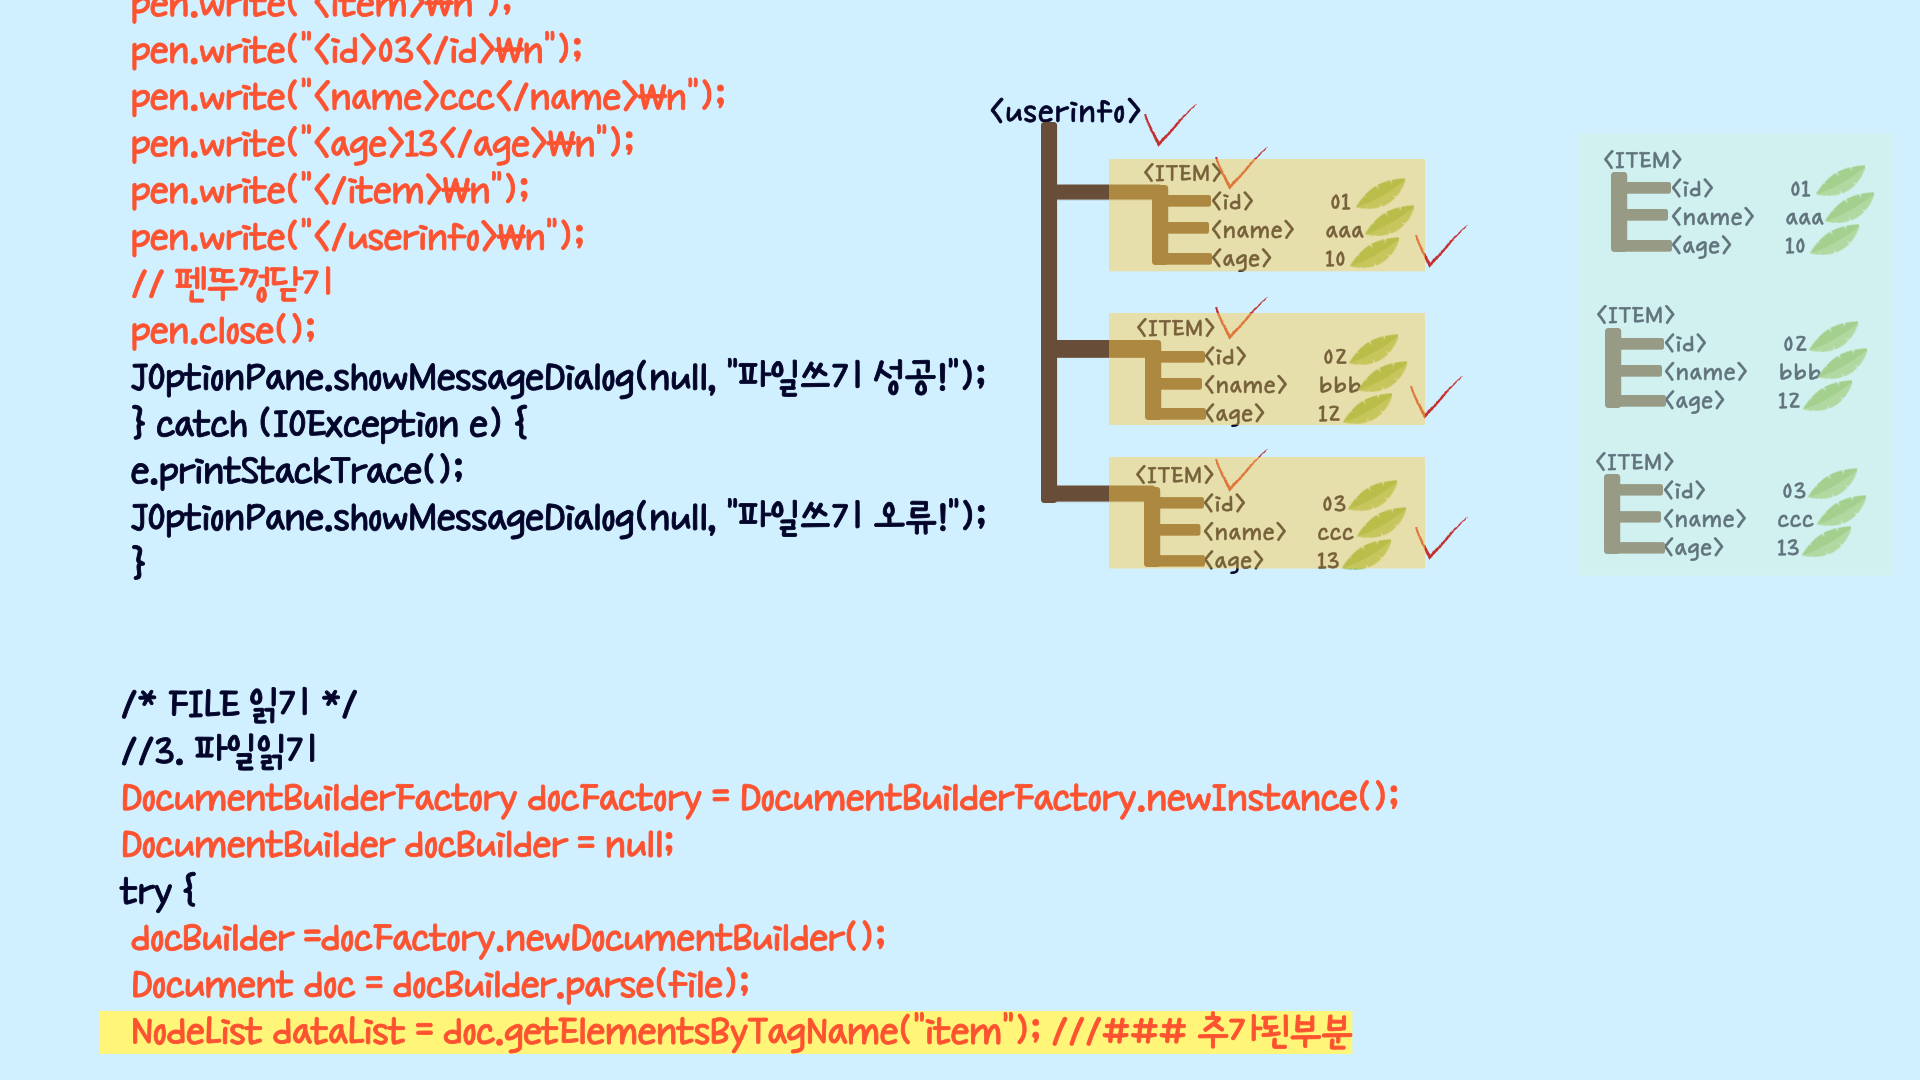 pen.write("<item>₩n");
pen.write("<id>03</id>₩n");
pen.write("<name>ccc</name>₩n");
pen.write("<age>13</age>₩n");
pen.write("</item>₩n");
pen.write("</userinfo>₩n");
// 펜뚜껑닫기
pen.close();
JOptionPane.showMessageDialog(null, "파일쓰기 성공!");
} catch (IOException e) {
e.printStackTrace();
JOptionPane.showMessageDialog(null, "파일쓰기 오류!");
}
/* FILE 읽기 */
//3. 파일읽기
DocumentBuilderFactory docFactory = DocumentBuilderFactory.newInstance();
DocumentBuilder docBuilder = null;
try {
docBuilder =docFactory.newDocumentBuilder();
Document doc = docBuilder.parse(file);
NodeList dataList = doc.getElementsByTagName("item"); ///### 추가된부분
<userinfo>
<ITEM>
<id> 01
<name> aaa
<age> 10
<ITEM>
<id> 02
<name> bbb
<age> 12
<ITEM>
<id> 03
<name> ccc
<age> 13
<ITEM>
<id> 01
<name> aaa
<age> 10
<ITEM>
<id> 02
<name> bbb
<age> 12
<ITEM>
<id> 03
<name> ccc
<age> 13